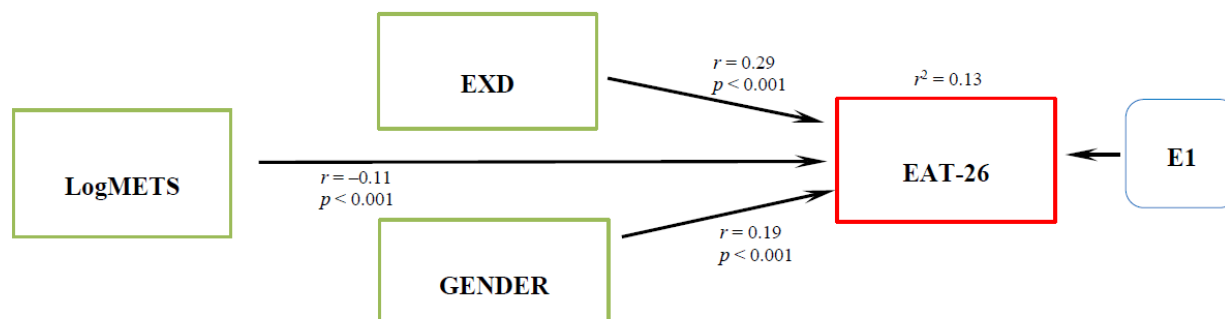 r = 0.29
p < 0.001
EXD
r² = 0.13
LogMETS
r = –0.11
p < 0.001
EAT-26
E1
r = 0.19
p < 0.001
GENDER